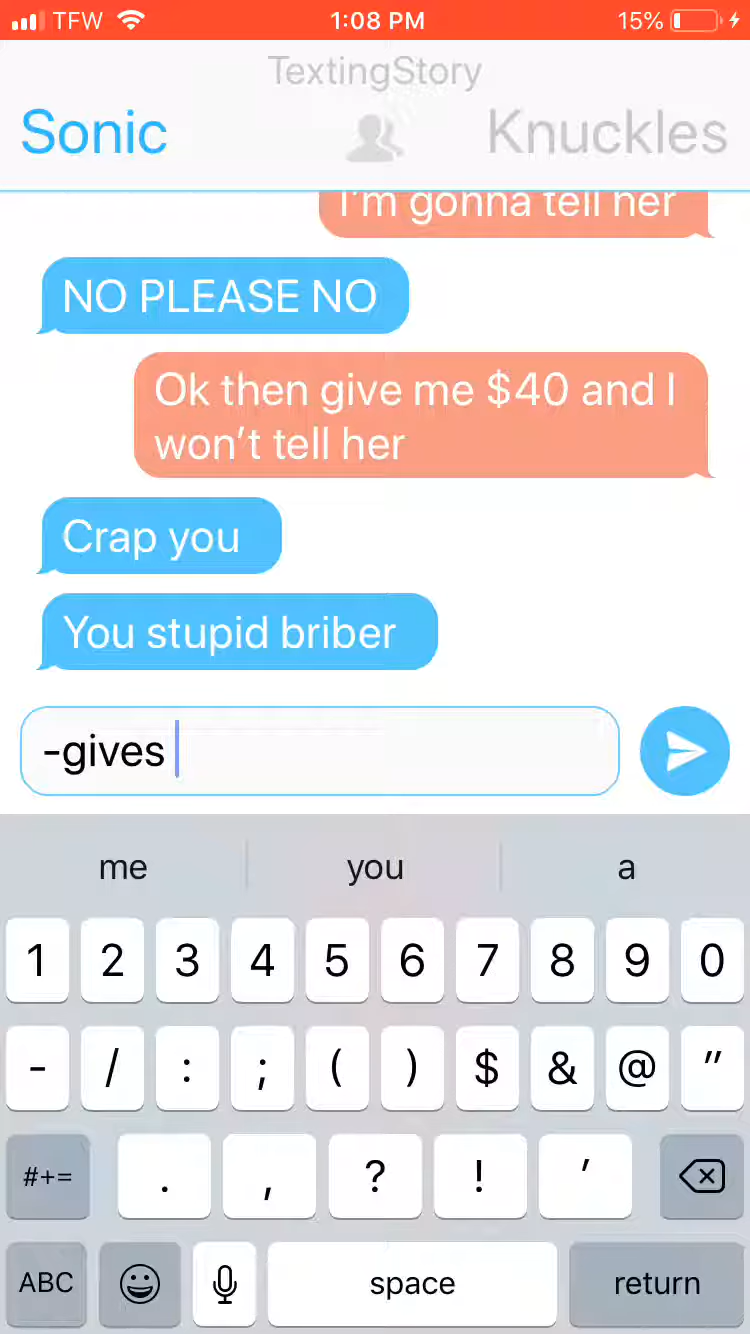 TFW 1:08 PM 15%
TextingStory
Sonic Knuckles
I'm gonna tell her
NO PLEASE NO
Ok then give me $40 and I
won't tell her
Crap you
You stupid briber
-gives
me you a
1 2 3 4 5 6 7 8 9 0
- / : ; ( ) $ & @ "
#+= . , ? ! '
ABC space return